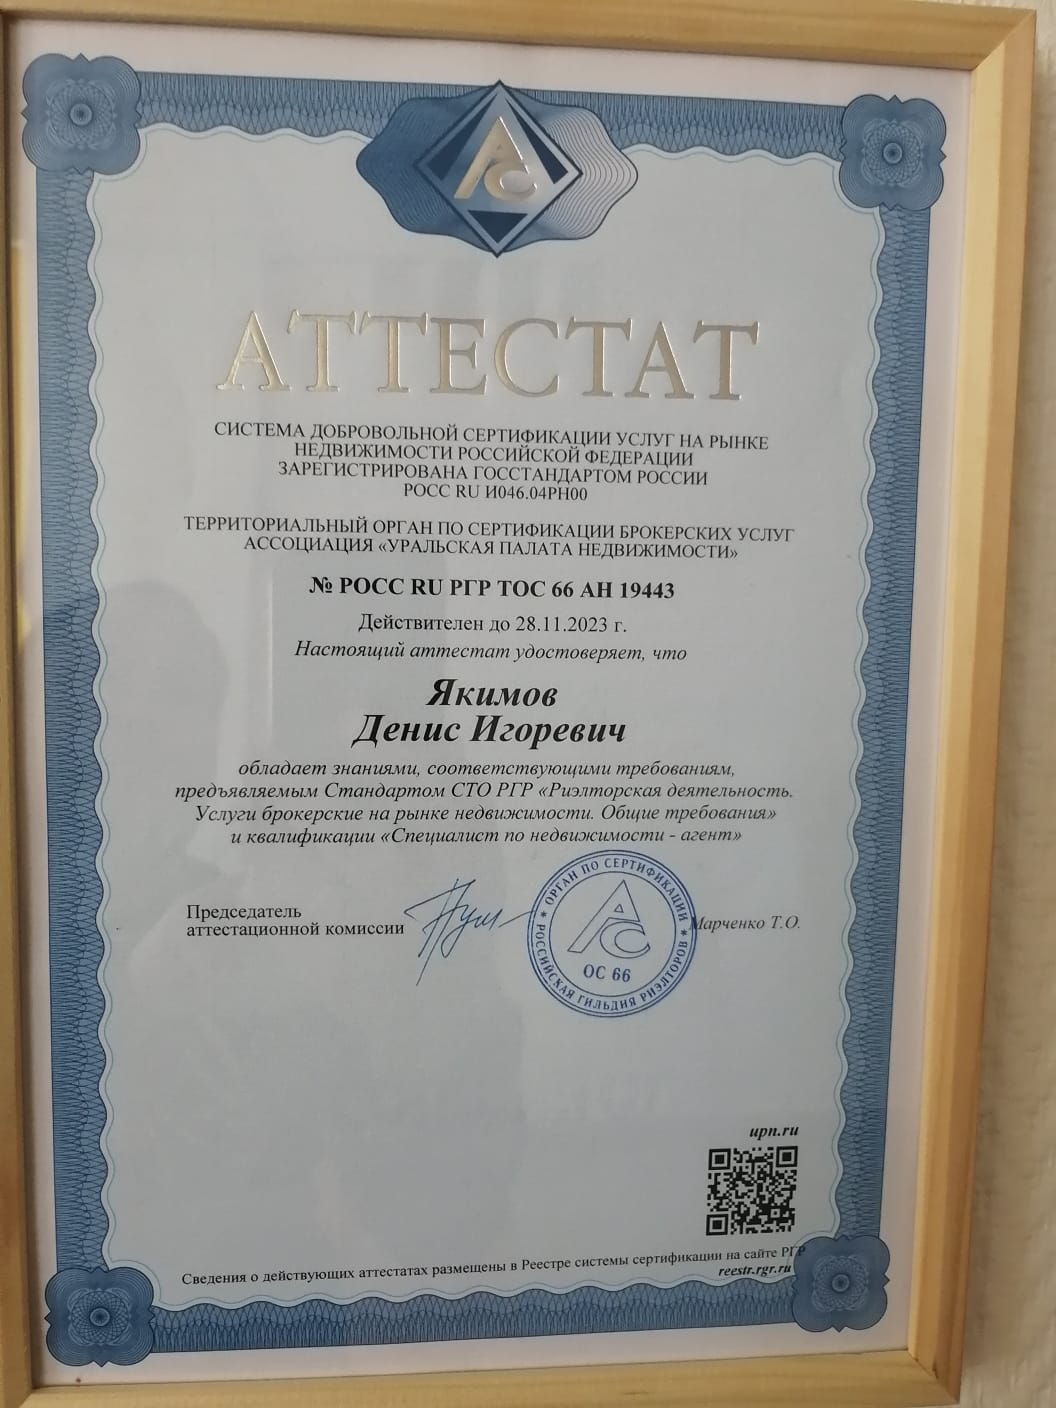 АС
АТТЕСТАТ
СИСТЕМА ДОБРОВОЛЬНОЙ СЕРТИФИКАЦИИ УСЛУГ НА РЫНКЕ
НЕДВИЖИМОСТИ РОССИЙСКОЙ ФЕДЕРАЦИИ
ЗАРЕГИСТРИРОВАНА ГОССТАНДАРТОМ РОССИИ
РОСС RU И046.04РН00
ТЕРРИТОРИАЛЬНЫЙ ОРГАН ПО СЕРТИФИКАЦИИ БРОКЕРСКИХ УСЛУГ
АССОЦИАЦИЯ «УРАЛЬСКАЯ ПАЛАТА НЕДВИЖИМОСТИ»
№ РОСС RU РГР ТОС 66 АН 19443
Действителен до 28.11.2023 г.
Настоящий аттестат удостоверяет, что
Якимов
Денис Игоревич
обладает знаниями, соответствующими требованиям,
предъявляемым Стандартом СТО РГР «Риэлторская деятельность.
Услуги брокерские на рынке недвижимости. Общие требования»
и квалификации «Специалист по недвижимости - агент»
Председатель
аттестационной комиссии
ОРГАН ПО СЕРТИФИКАЦИИ
РОССИЙСКАЯ ГИЛЬДИЯ РИЭЛТОРОВ
АС
ОС 66
Марченко Т.О.
upn.ru
Сведения о действующих аттестатах размещены в Реестре системы сертификации на сайте РГР
reestr.rgr.ru